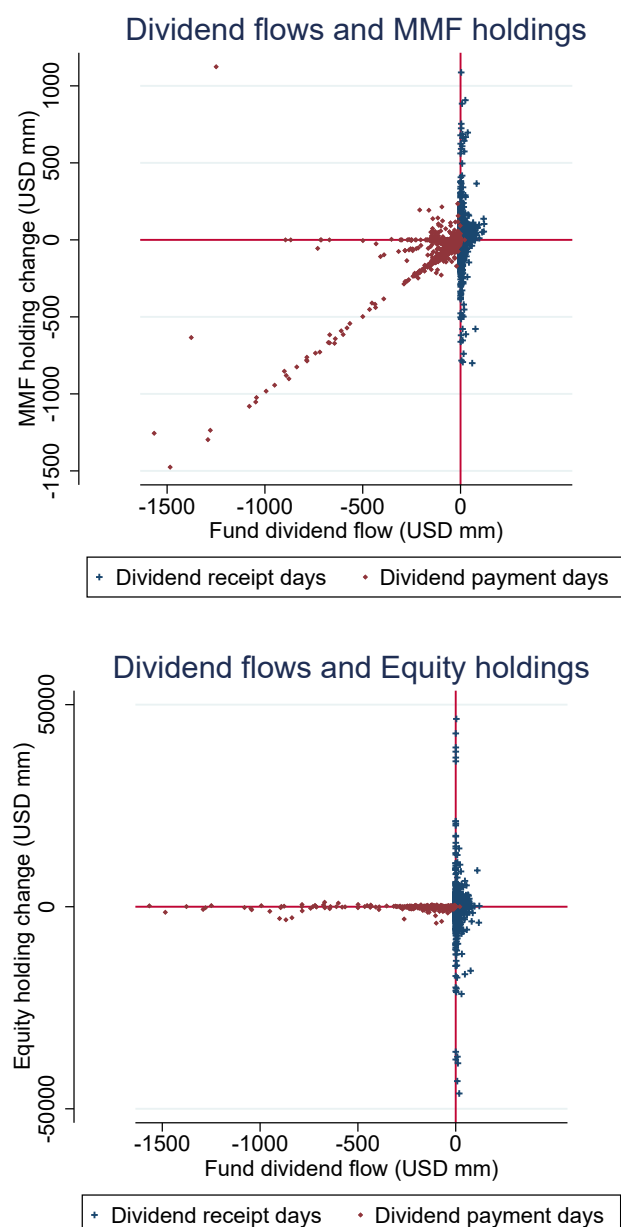 Dividend flows and MMF holdings
MMF holding change (USD mm)
1000
500
0
-500
-1000
-1500
-1500 -1000 -500 0
Fund dividend flow (USD mm)
Dividend receipt days Dividend payment days
Dividend flows and Equity holdings
Equity holding change (USD mm)
50000
0
-50000
-1500 -1000 -500 0
Fund dividend flow (USD mm)
Dividend receipt days Dividend payment days